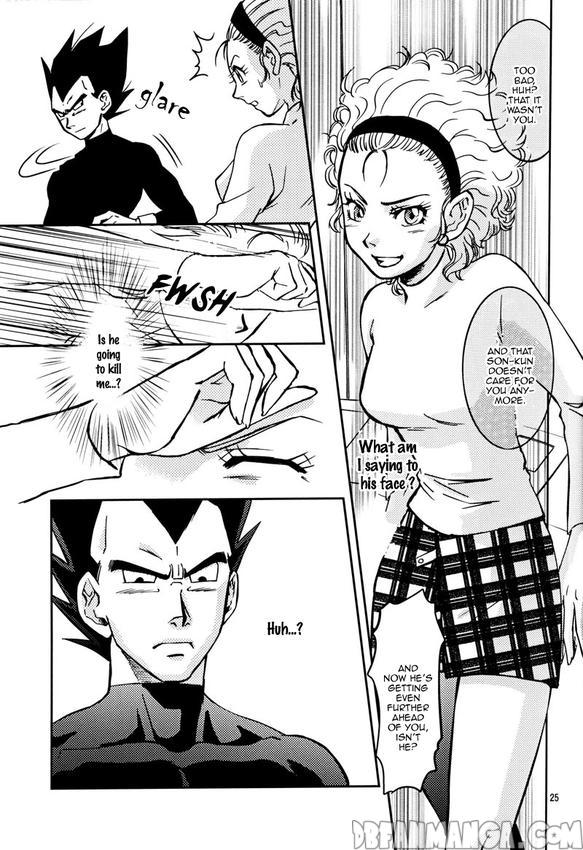 TOO
BAD,
HUH?
THAT IT
WASN'T
YOU.
AND THAT
SON-KUN
DOESN'T
CARE FOR
YOU ANY-
MORE.
What am
I saying to
his face?
AND
NOW HE'S
GETTING
EVEN
FURTHER
AHEAD
OF YOU,
ISN'T
HE?
glare
FWSH
Is he
going
to kill
me...?
Huh...?
25
DBFANMANGA.COM